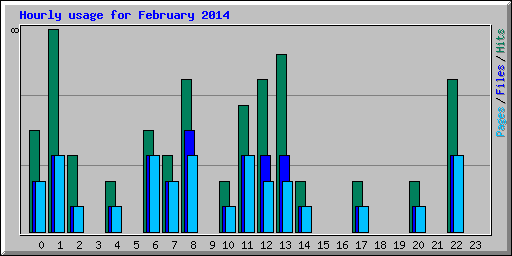 Hourly usage for February 2014
8
Pages / Files / Hits
0 1 2 3 4 5 6 7 8 9 10 11 12 13 14 15 16 17 18 19 20 21 22 23